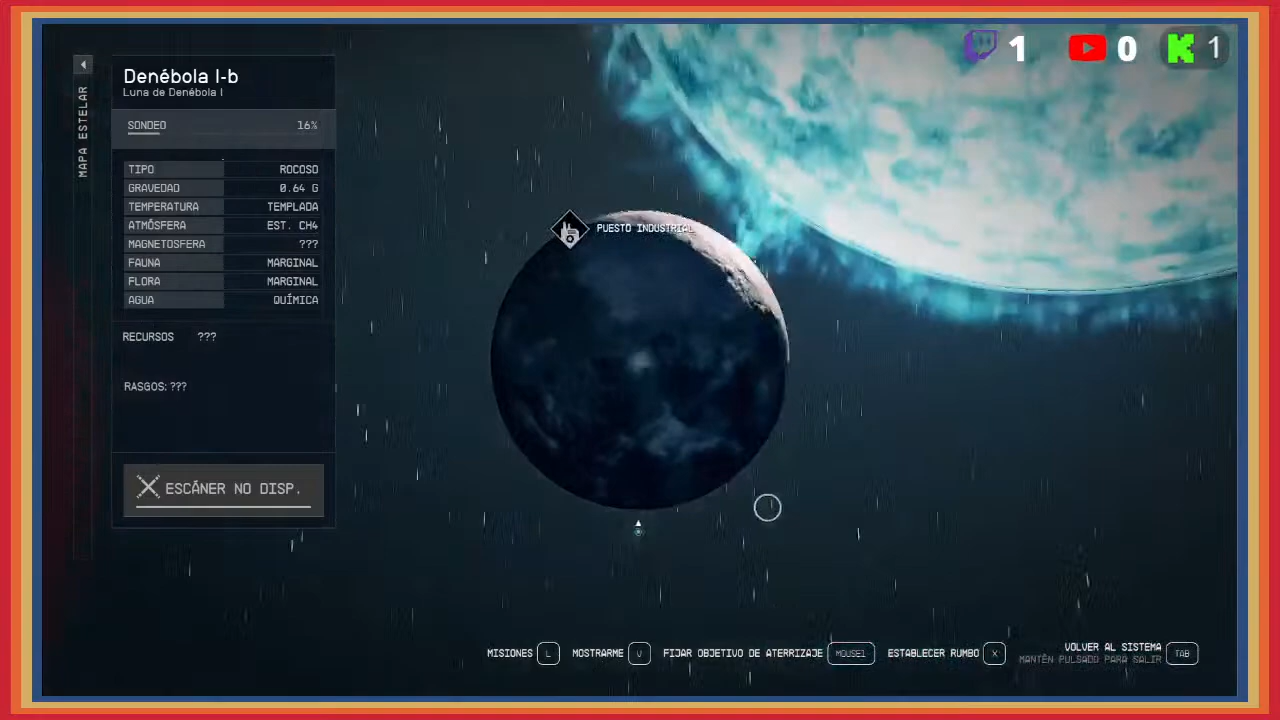 1
0
1
MAPA ESTELAR
Denébola I-b
Luna de Denébola I
SONDEO 16%
TIPO ROCOSO
GRAVEDAD 0.64 G
TEMPERATURA TEMPLADA
ATMÓSFERA EST. CH4
MAGNETOSFERA ???
FAUNA MARGINAL
FLORA MARGINAL
AGUA QUÍMICA
RECURSOS ???
RASGOS: ???
ESCÁNER NO DISP.
PUESTO INDUSTRIAL
MISIONES L
MOSTRARME V
FIJAR OBJETIVO DE ATERRIZAJE MOUSE1
ESTABLECER RUMBO X
VOLVER AL SISTEMA TAB
MANTÉN PULSADO PARA SALIR